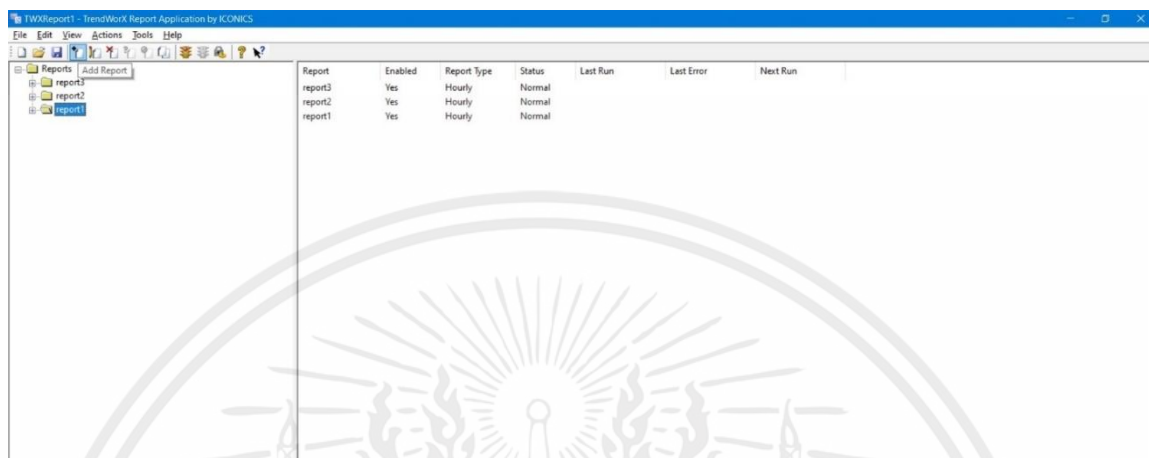 TWXReport1 - TrendWorX Report Application by ICONICS
File Edit View Actions Tools Help
Reports
Add Report
report3
report2
report1
Report Enabled Report Type Status Last Run Last Error Next Run
report3 Yes Hourly Normal
report2 Yes Hourly Normal
report1 Yes Hourly Normal